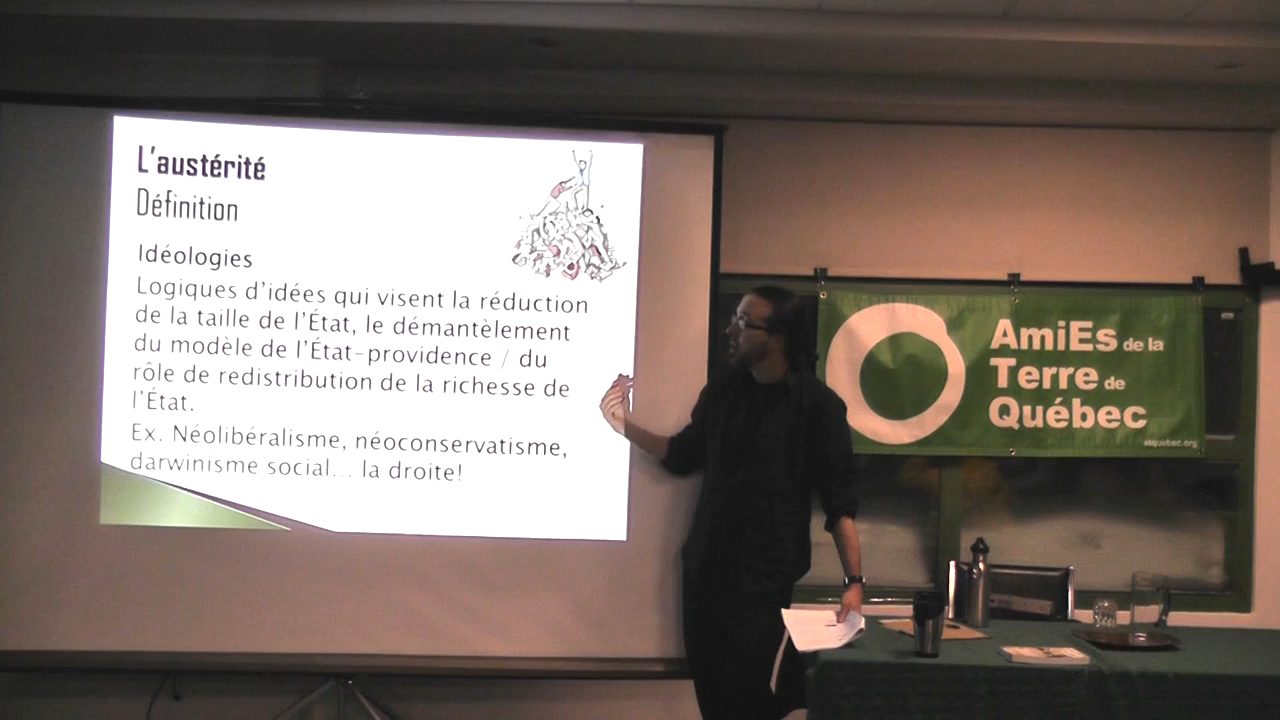 L'austérité
Définition
Idéologies
Logiques d'idées qui visent la réduction
de la taille de l'État, le démantèlement
du modèle de l'État-providence / du
rôle de redistribution de la richesse de
l'État.
Ex. Néolibéralisme, néoconservatisme,
darwinisme social... la droite!
AmiEs de la
Terre de
Québec
atquebec.org